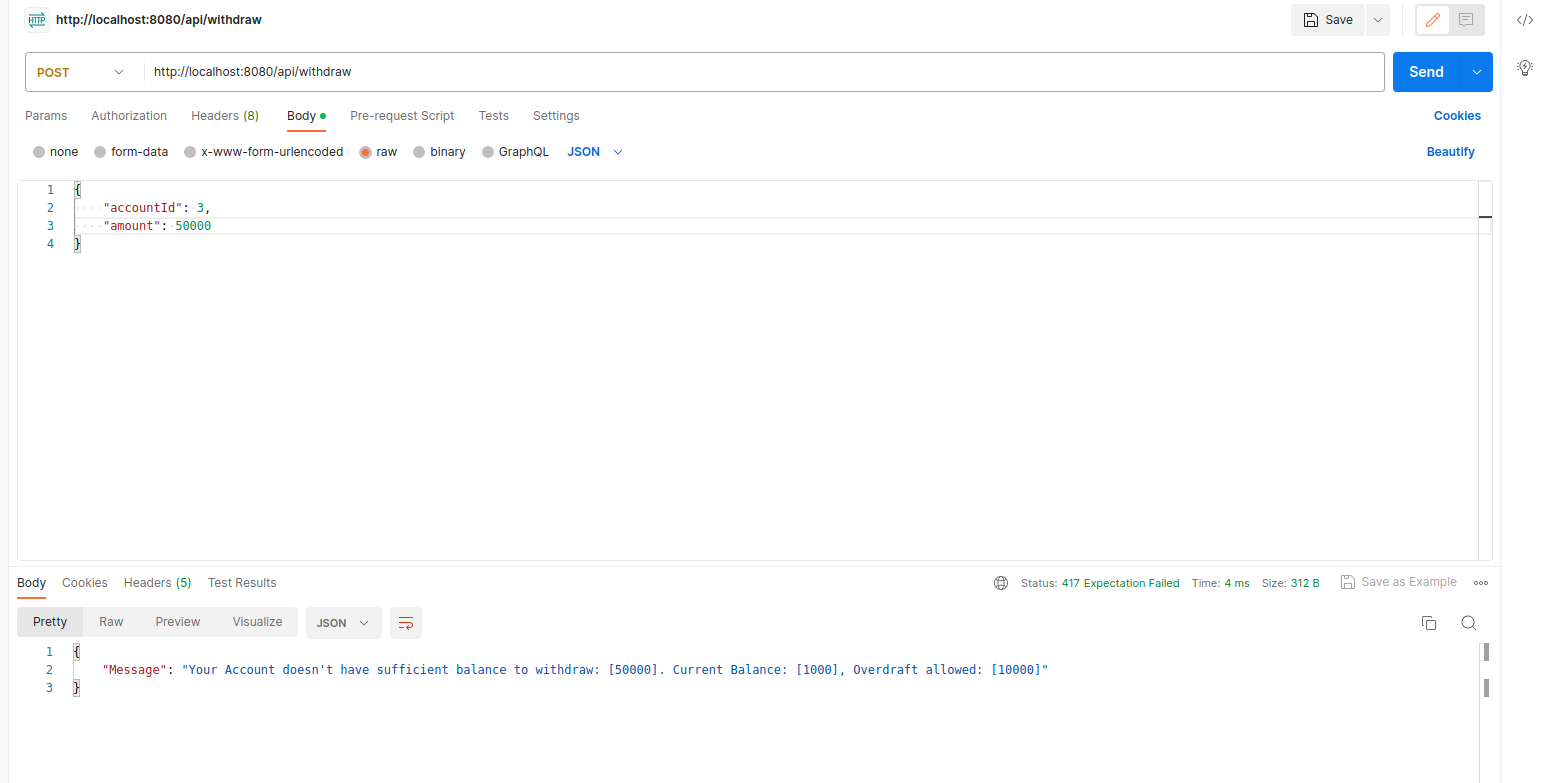 HTTP http://localhost:8080/api/withdraw Save
POST http://localhost:8080/api/withdraw Send
Params Authorization Headers (8) Body Pre-request Script Tests Settings Cookies
none form-data x-www-form-urlencoded raw binary GraphQL JSON Beautify
1 {
2 "accountId": 3,
3 "amount": 50000
4 }
Body Cookies Headers (5) Test Results Status: 417 Expectation Failed Time: 4 ms Size: 312 B Save as Example
Pretty Raw Preview Visualize JSON
1 {
2 "Message": "Your Account doesn't have sufficient balance to withdraw: [50000]. Current Balance: [1000], Overdraft allowed: [10000]"
3 }